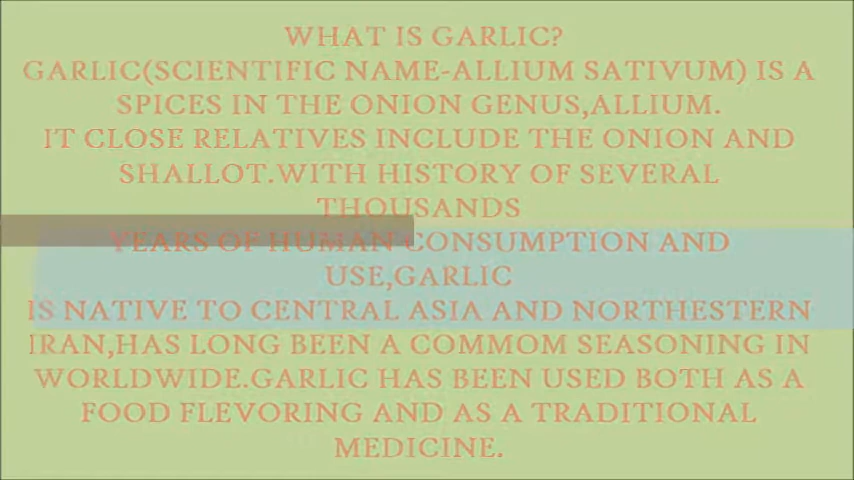 WHAT IS GARLIC?
GARLIC(SCIENTIFIC NAME-ALLIUM SATIVUM) IS A
SPICES IN THE ONION GENUS,ALLIUM.
IT CLOSE RELATIVES INCLUDE THE ONION AND
SHALLOT.WITH HISTORY OF SEVERAL
THOUSANDS
YEARS OF HUMAN CONSUMPTION AND
USE,GARLIC
IS NATIVE TO CENTRAL ASIA AND NORTHESTERN
IRAN,HAS LONG BEEN A COMMOM SEASONING IN
WORLDWIDE.GARLIC HAS BEEN USED BOTH AS A
FOOD FLEVORING AND AS A TRADITIONAL
MEDICINE.